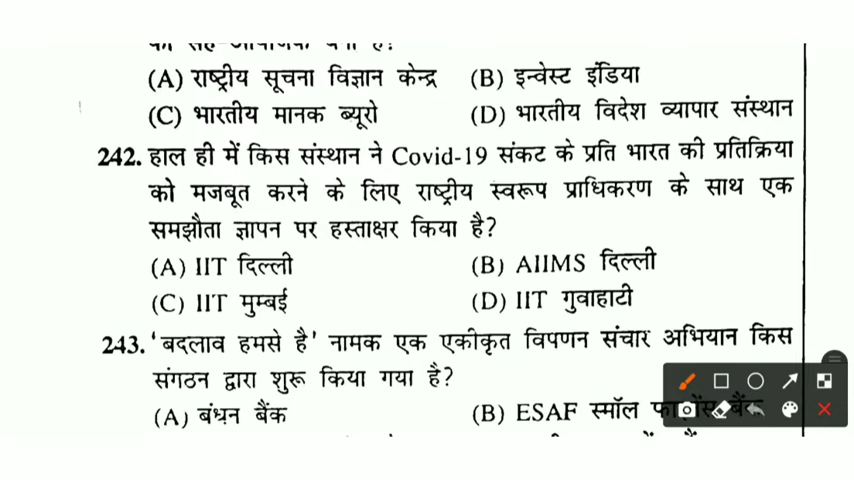 (A) राष्ट्रीय सूचना विज्ञान केन्द्र (B) इन्वेस्ट इंडिया
(C) भारतीय मानक ब्यूरो (D) भारतीय विदेश व्यापार संस्थान
242. हाल ही में किस संस्थान ने Covid-19 संकट के प्रति भारत की प्रतिक्रिया
को मजबूत करने के लिए राष्ट्रीय स्वरूप प्राधिकरण के साथ एक
समझौता ज्ञापन पर हस्ताक्षर किया है?
(A) IIT दिल्ली (B) AIIMS दिल्ली
(C) IIT मुम्बई (D) IIT गुवाहाटी
243. 'बदलाव हमसे है' नामक एक एकीकृत विपणन संचार अभियान किस
संगठन द्वारा शुरू किया गया है?
(A) बंधन बैंक (B) ESAF स्मॉल फाइनेंस बैंक